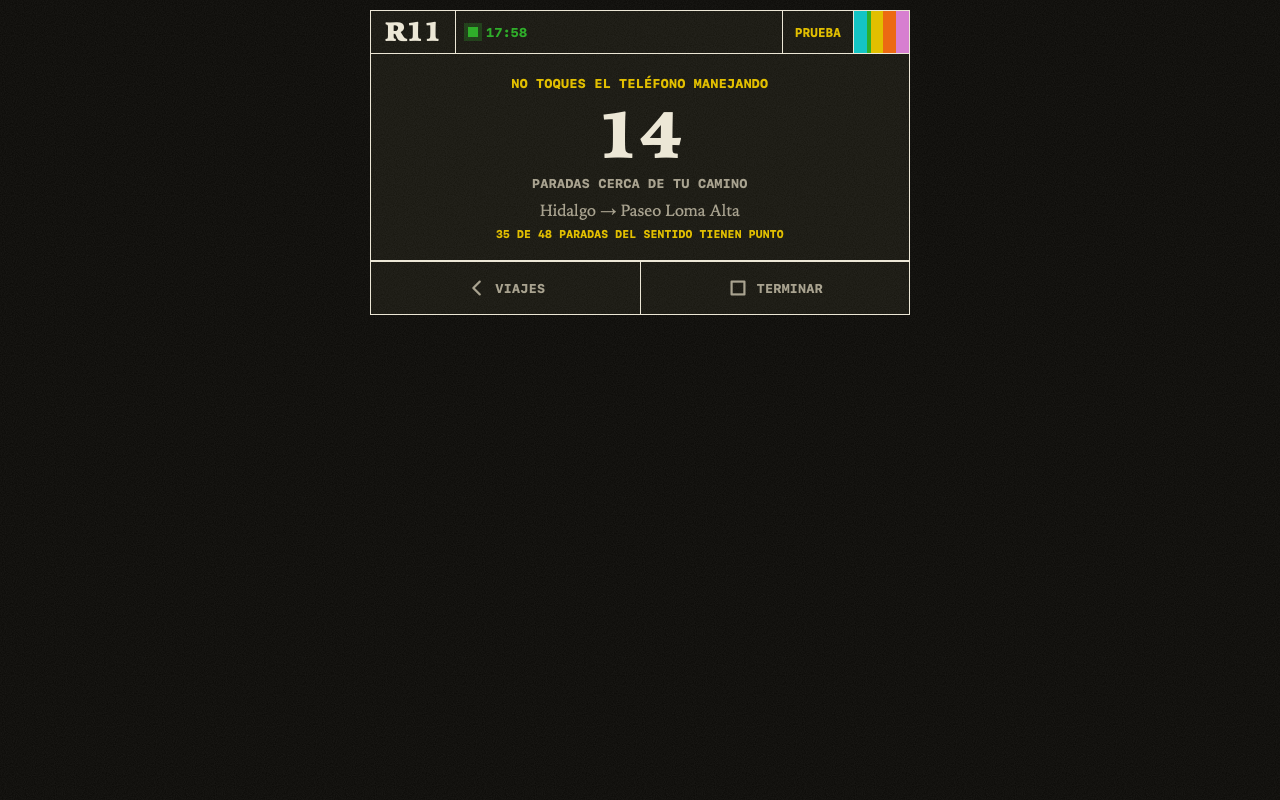 R11 17:58 PRUEBA
NO TOQUES EL TELÉFONO MANEJANDO
14
PARADAS CERCA DE TU CAMINO
Hidalgo → Paseo Loma Alta
35 DE 48 PARADAS DEL SENTIDO TIENEN PUNTO
VIAJES TERMINAR